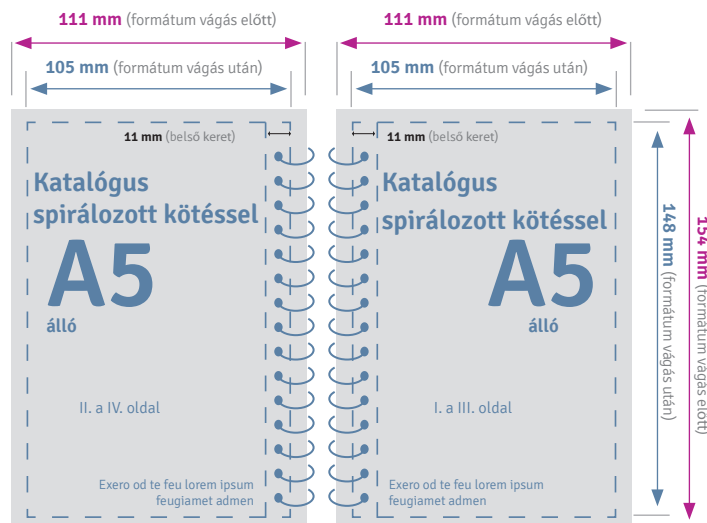 111 mm (formátum vágás előtt)
111 mm (formátum vágás előtt)
105 mm (formátum vágás után)
105 mm (formátum vágás után)
11 mm (belső keret)
11 mm (belső keret)
Katalógus
spirálozott kötéssel
A5
álló
II. a IV. oldal
Exero od te feu lorem ipsum
feugiamet admen
Katalógus
spirálozott kötéssel
A5
álló
I. a III. oldal
Exero od te feu lorem ipsum
feugiamet admen
148 mm (formátum vágás után)
154 mm (formátum vágás előtt)